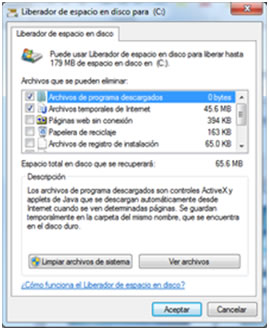 Liberador de espacio en disco para (C:)
Liberador de espacio en disco
Puede usar Liberador de espacio en disco para liberar hasta
179 MB de espacio en disco en (C:).
Archivos que se pueden eliminar:
Archivos de programa descargados 0 bytes
Archivos temporales de Internet 45.6 MB
Páginas web sin conexión 394 KB
Papelera de reciclaje 163 KB
Archivos de registro de instalación 65.0 KB
Espacio total en disco que se recuperará: 65.6 MB
Descripción
Los archivos de programa descargados son controles ActiveX y
applets de Java que se descargan automáticamente desde
Internet cuando se ven determinadas páginas. Se guardan
temporalmente en la carpeta del mismo nombre, que se encuentra
en el disco duro.
Limpiar archivos de sistema Ver archivos
¿Cómo funciona el Liberador de espacio en disco?
Aceptar Cancelar